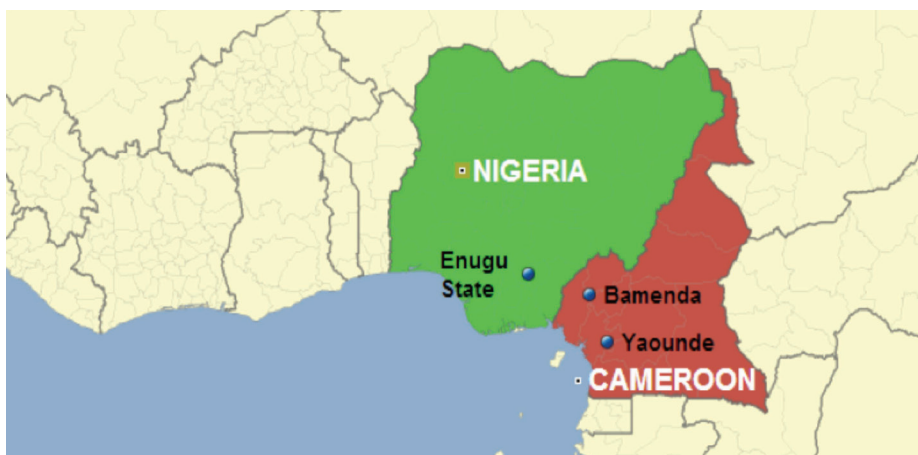 NIGERIA
Enugu
State
Bamenda
Yaounde
CAMEROON